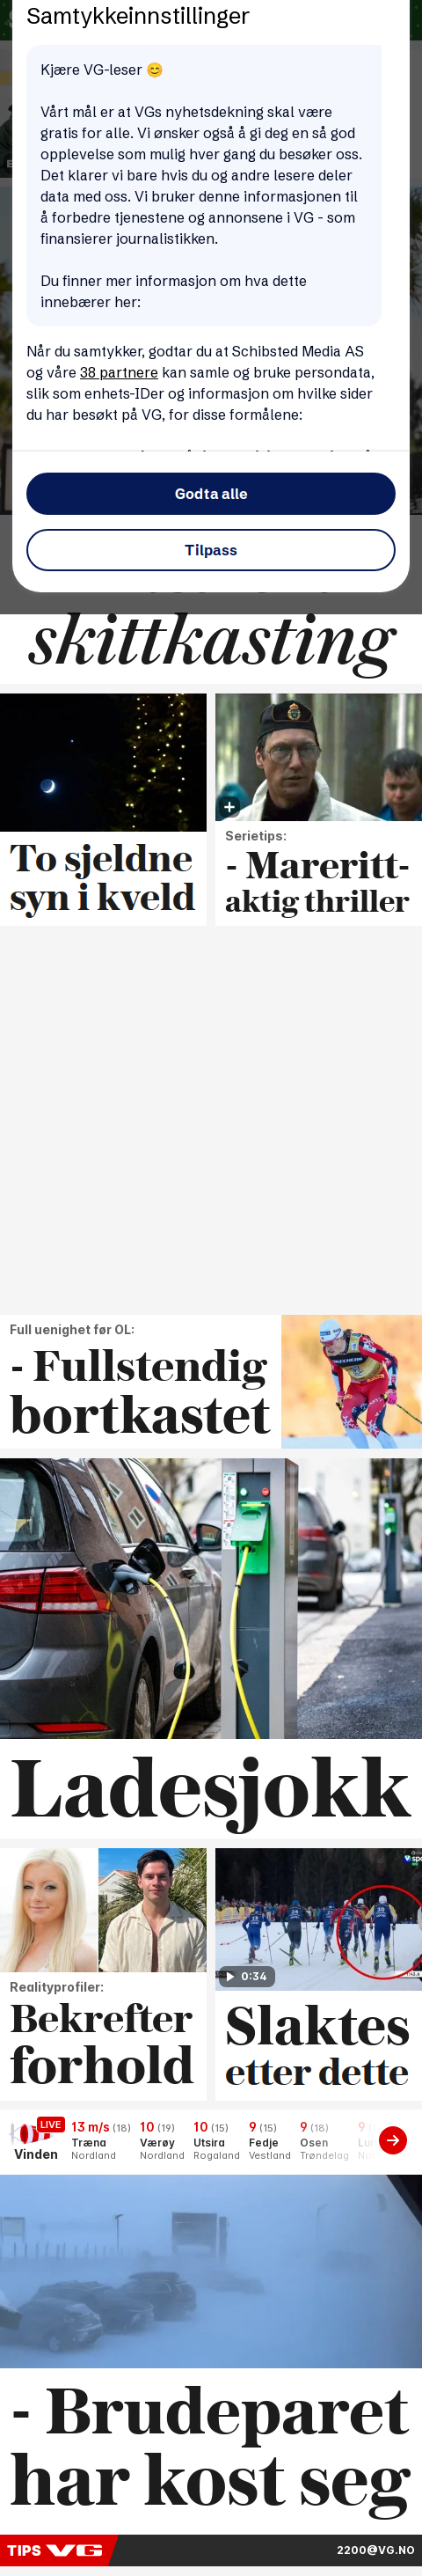 Samtykkeinnstillinger
Kjære VG-leser 😊
Vårt mål er at VGs nyhetsdekning skal være
gratis for alle. Vi ønsker også å gi deg en så god
opplevelse som mulig hver gang du besøker oss.
Det klarer vi bare hvis du og andre lesere deler
data med oss. Vi bruker denne informasjonen til
å forbedre tjenestene og annonsene i VG - som
finansierer journalistikken.
Du finner mer informasjon om hva dette
innebærer her:
Når du samtykker, godtar du at Schibsted Media AS
og våre 38 partnere kan samle og bruke persondata,
slik som enhets-IDer og informasjon om hvilke sider
du har besøkt på VG, for disse formålene:
Godta alle
Tilpass
skittkasting
To sjeldne
syn i kveld
Serietips:
- Mareritt-
aktig thriller
Full uenighet før OL:
- Fullstendig
bortkastet
Ladesjokk
Realityprofiler:
Bekrefter
forhold
0:34
Slaktes
etter dette
LIVE
Vinden
13 m/s (18)
Træna
Nordland
10 (19)
Værøy
Nordland
10 (15)
Utsira
Rogaland
9 (15)
Fedje
Vestland
9 (18)
Osen
Trøndelag
9
- Brudeparet
har kost seg
TIPS VG
2200@VG.NO